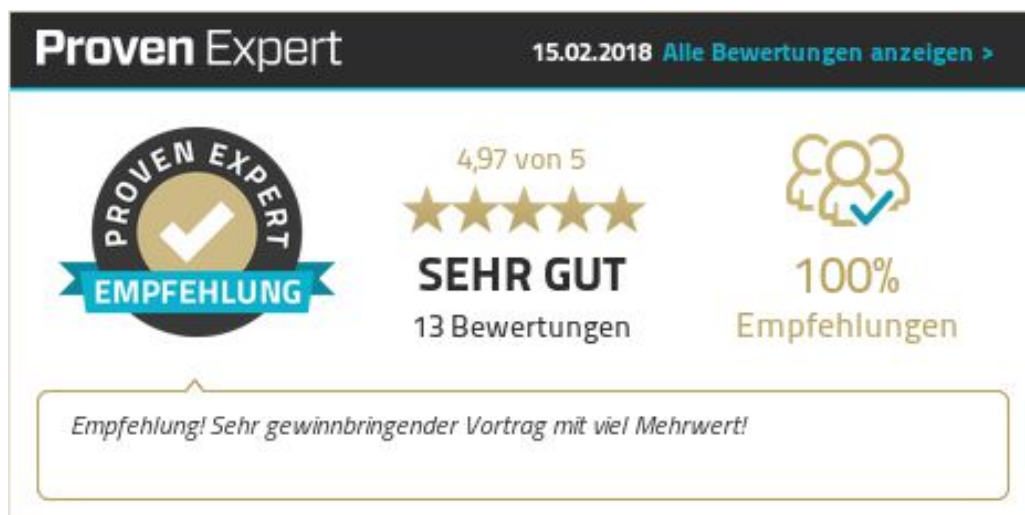 Proven Expert
15.02.2018 Alle Bewertungen anzeigen >
PROVEN EXPERT
EMPFEHLUNG
4,97 von 5
SEHR GUT
13 Bewertungen
100%
Empfehlungen
Empfehlung! Sehr gewinnbringender Vortrag mit viel Mehrwert!